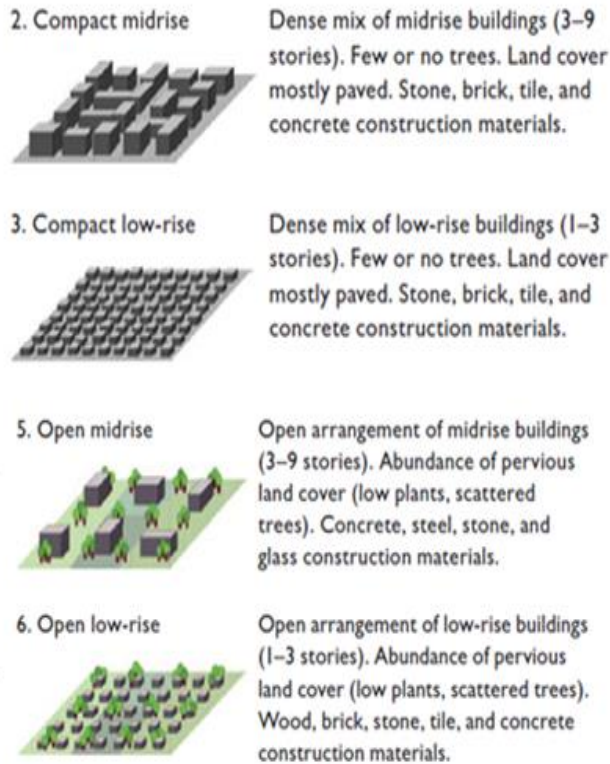 2. Compact midrise
Dense mix of midrise buildings (3–9
stories). Few or no trees. Land cover
mostly paved. Stone, brick, tile, and
concrete construction materials.
3. Compact low-rise
Dense mix of low-rise buildings (1–3
stories). Few or no trees. Land cover
mostly paved. Stone, brick, tile, and
concrete construction materials.
5. Open midrise
Open arrangement of midrise buildings
(3–9 stories). Abundance of pervious
land cover (low plants, scattered
trees). Concrete, steel, stone, and
glass construction materials.
6. Open low-rise
Open arrangement of low-rise buildings
(1–3 stories). Abundance of pervious
land cover (low plants, scattered trees).
Wood, brick, stone, tile, and concrete
construction materials.